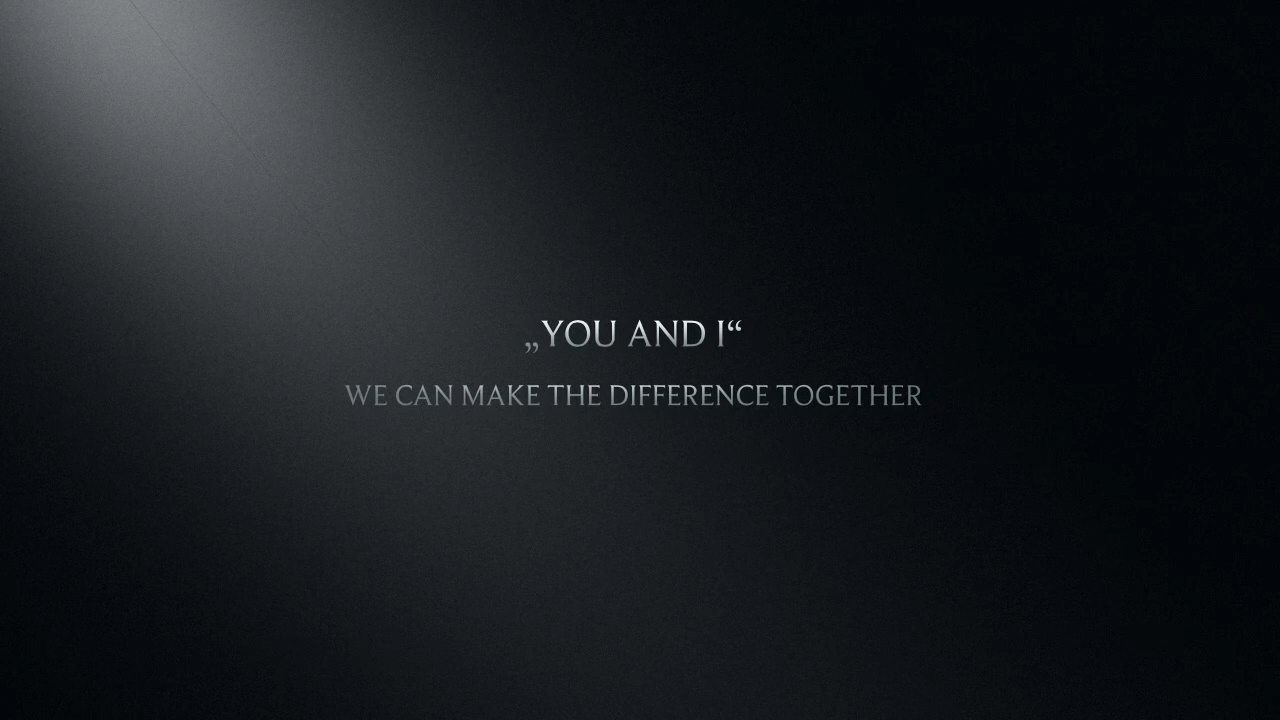 „YOU AND I“
WE CAN MAKE THE DIFFERENCE TOGETHER